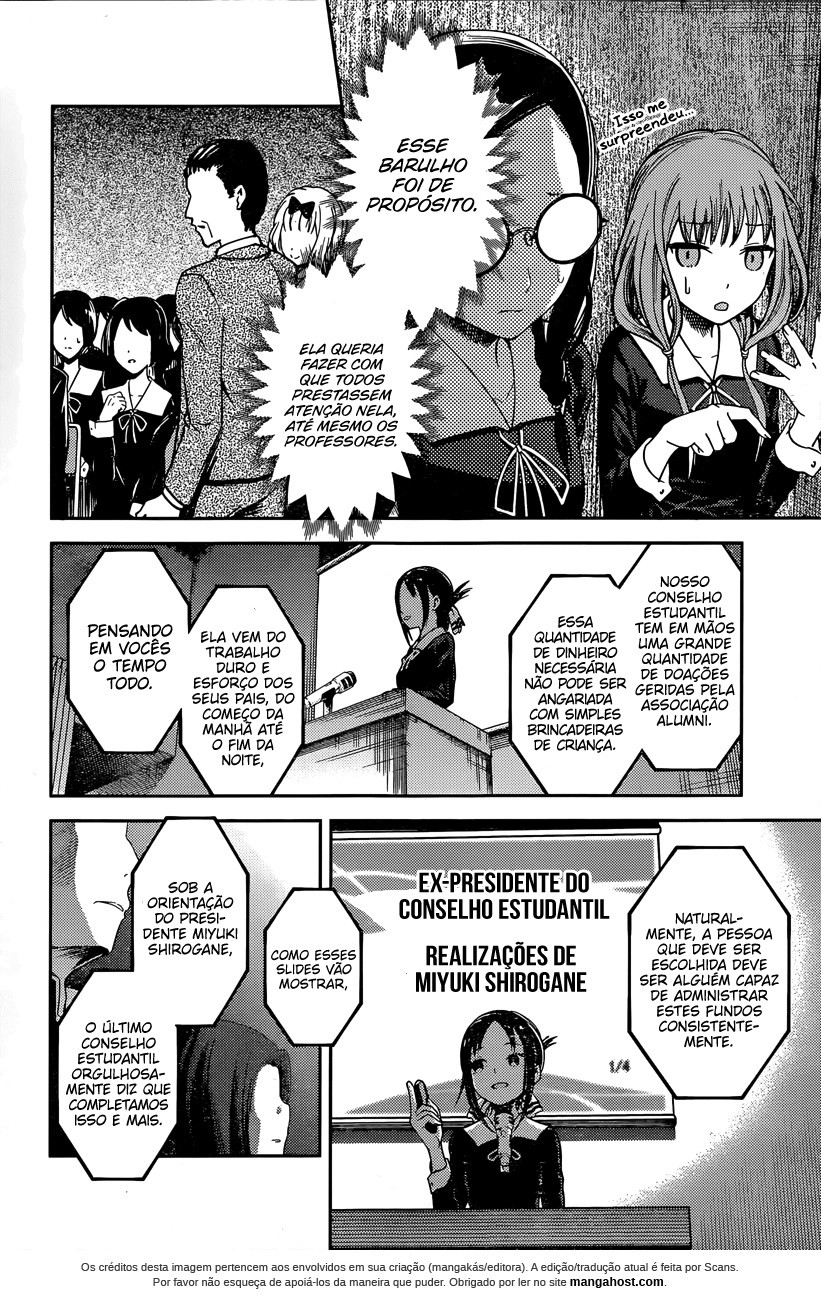 Isso me
surpreendeu...
ESSE
BARULHO
FOI DE
PROPÓSITO.
ELA QUERIA
FAZER COM
QUE TODOS
PRESTASSEM
ATENÇÃO NELA,
ATÉ MESMO OS
PROFESSORES.
NOSSO
CONSELHO
ESTUDANTIL
TEM EM MÃOS
UMA GRANDE
QUANTIDADE
DE DOAÇÕES
GERIDAS PELA
ASSOCIAÇÃO
ALUMNI.
ESSA
QUANTIDADE
DE DINHEIRO
NECESSÁRIA
NÃO PODE SER
ANGARIADA
COM SIMPLES
BRINCADEIRAS
DE CRIANÇA.
ELA VEM DO
TRABALHO
DURO E
ESFORÇO DOS
SEUS PAIS, DO
COMEÇO DA
MANHÃ ATÉ
O FIM DA
NOITE,
PENSANDO
EM VOCÊS
O TEMPO
TODO.
NATURAL-
MENTE, A PESSOA
QUE DEVE SER
ESCOLHIDA DEVE
SER ALGUÉM CAPAZ
DE ADMINISTRAR
ESTES FUNDOS
CONSISTENTE-
MENTE.
EX-PRESIDENTE DO
CONSELHO ESTUDANTIL
REALIZAÇÕES DE
MIYUKI SHIROGANE
1/4
COMO ESSES
SLIDES VÃO
MOSTRAR,
SOB A
ORIENTAÇÃO
DO PRESI-
DENTE MIYUKI
SHIROGANE,
O ÚLTIMO
CONSELHO
ESTUDANTIL
ORGULHOSA-
MENTE DIZ QUE
COMPLETAMOS
ISSO E MAIS.
Os créditos desta imagem pertencem aos envolvidos em sua criação (mangakás/editora). A edição/tradução atual é feita por Scans.
Por favor não esqueça de apoiá-los da maneira que puder. Obrigado por ler no site mangahost.com.